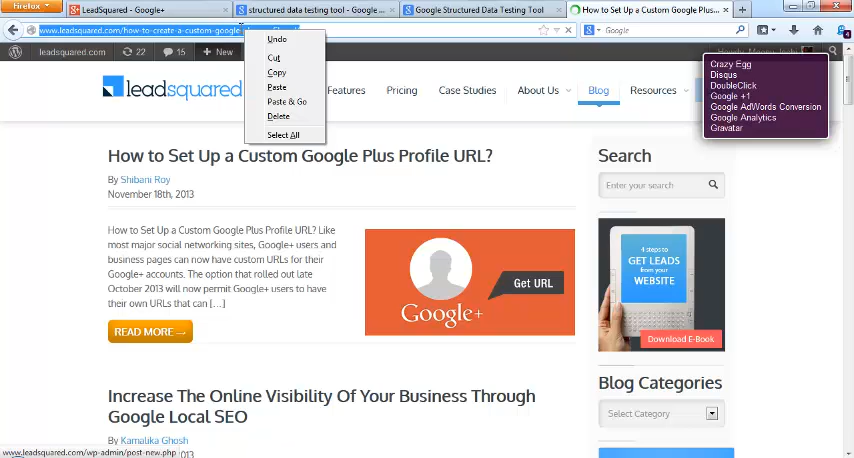 Firefox
LeadSquared - Google+
structured data testing tool - Google ...
Google Structured Data Testing Tool
How to Set Up a Custom Google Plus...
www.leadsquared.com/how-to-create-a-custom-google
Google
leadsquared.com
22
15
New
4
Undo
Cut
Copy
Paste
Paste & Go
Delete
Select All
Crazy Egg
Disqus
DoubleClick
Google +1
Google AdWords Conversion
Google Analytics
Gravatar
leadsquared
Features
Pricing
Case Studies
About Us
Blog
Resources
How to Set Up a Custom Google Plus Profile URL?
By Shibani Roy
November 18th, 2013
How to Set Up a Custom Google Plus Profile URL? Like
most major social networking sites, Google+ users and
business pages can now have custom URLs for their
Google+ accounts. The option that rolled out late
October 2013 will now permit Google+ users to have
their own URLs that can [...]
READ MORE →
Get URL
Google+
Search
Enter your search
4 steps to
GET LEADS
from your
WEBSITE
Download E-Book
Increase The Online Visibility Of Your Business Through
Google Local SEO
By Kamalika Ghosh
Blog Categories
Select Category
www.leadsquared.com/wp-admin/post-new.php